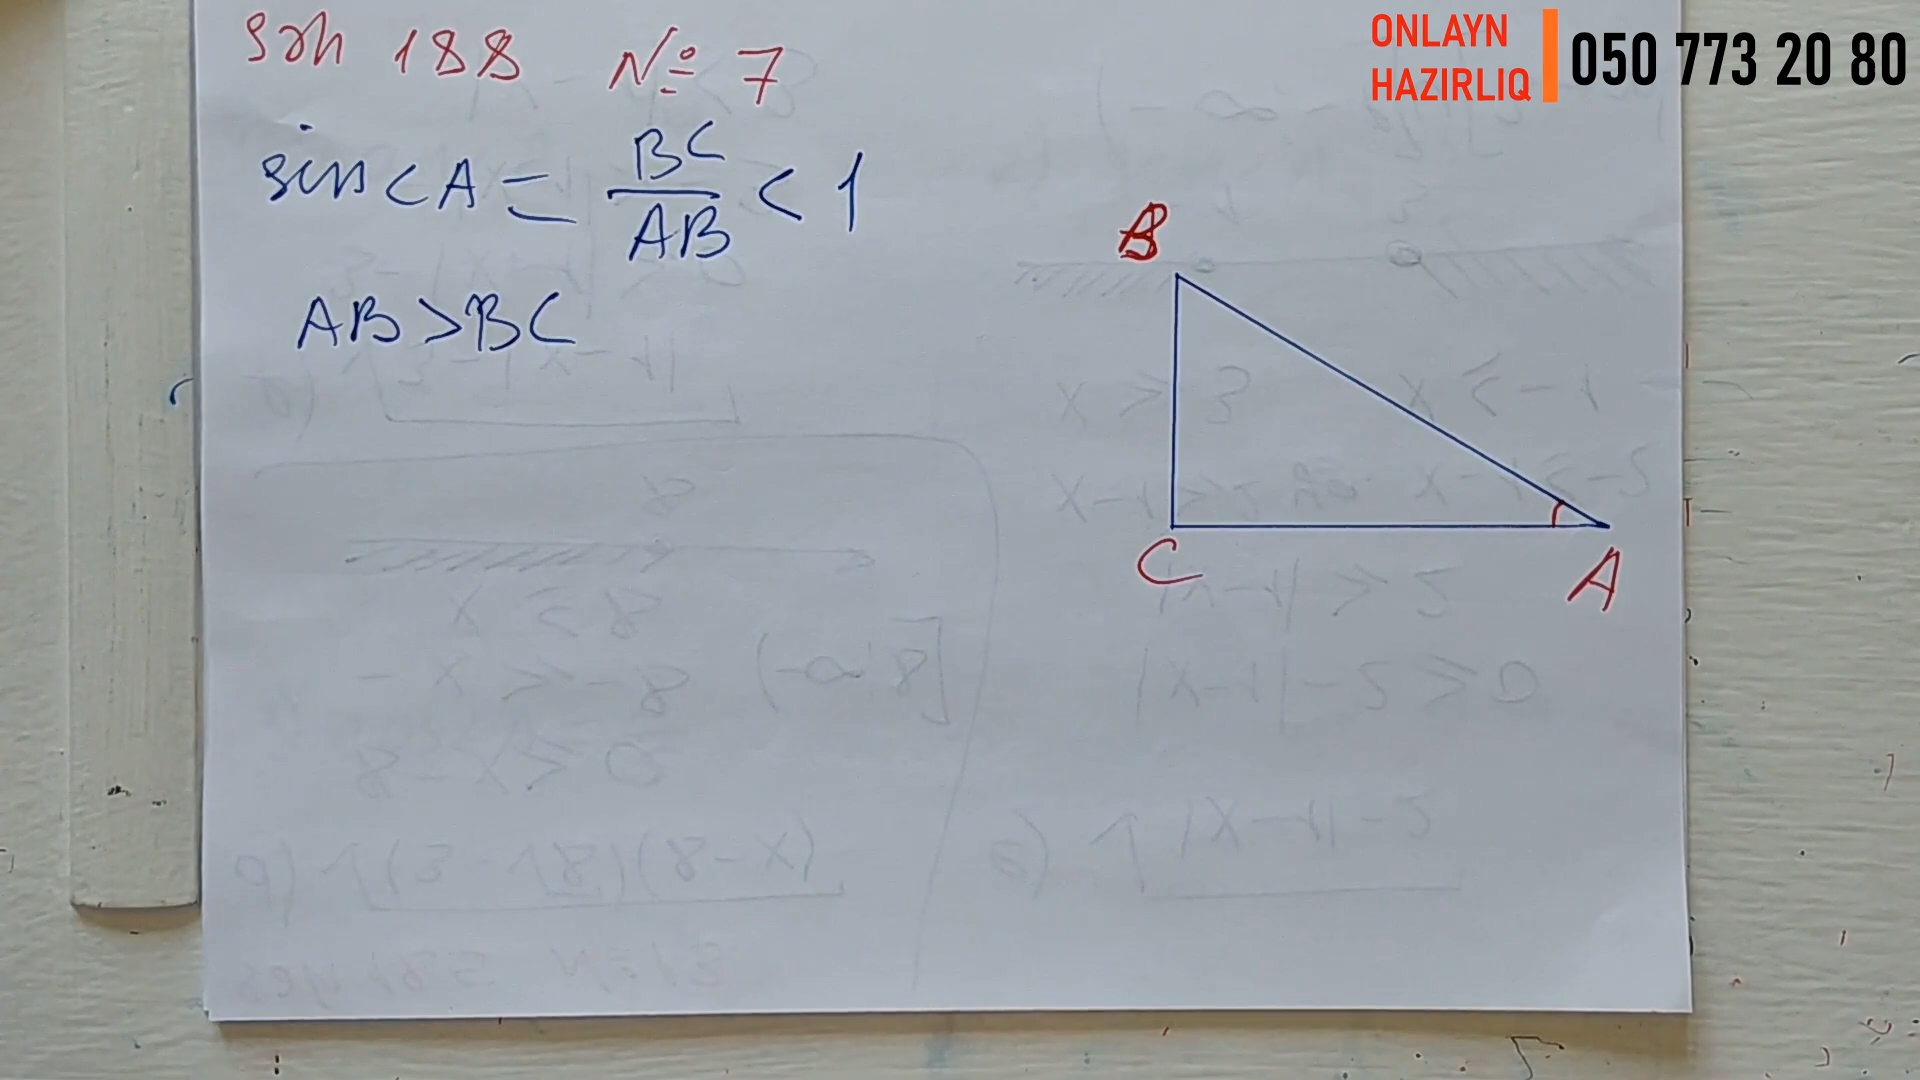 ONLAYN
HAZIRLIQ
050 773 20 80
səh 188 № 7
sin<A = BC/AB < 1
AB>BC
B
C
A